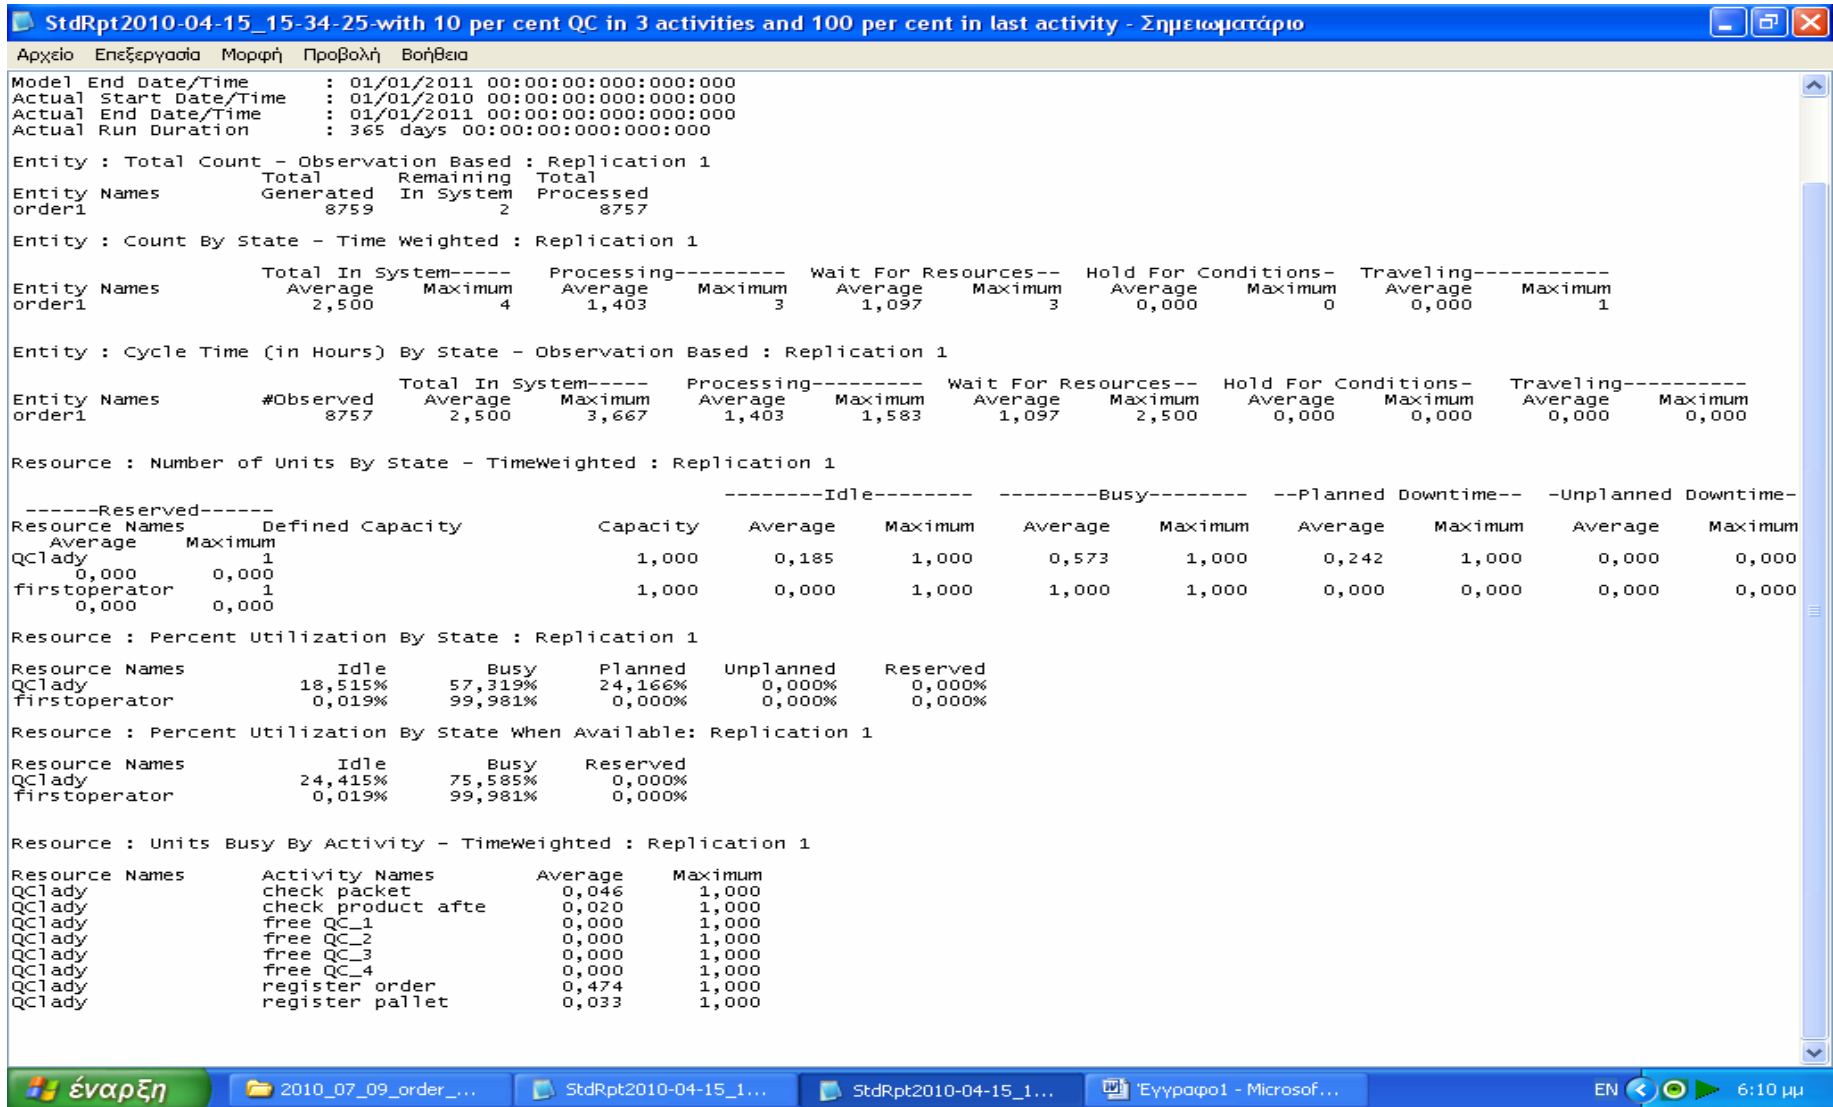 StdRpt2010-04-15_15-34-25-with 10 per cent QC in 3 activities and 100 per cent in last activity - Σημειωματάριο
Αρχείο Επεξεργασία Μορφή Προβολή Βοήθεια
Model End Date/Time : 01/01/2011 00:00:00:000:000:000
Actual Start Date/Time : 01/01/2010 00:00:00:000:000:000
Actual End Date/Time : 01/01/2011 00:00:00:000:000:000
Actual Run Duration : 365 days 00:00:00:000:000:000
Entity : Total Count - Observation Based : Replication 1
Total Remaining Total
Entity Names Generated In System Processed
order1 8759 2 8757
Entity : Count By State - Time Weighted : Replication 1
Total In System----- Processing--------- Wait For Resources-- Hold For Conditions- Traveling-----------
Entity Names Average Maximum Average Maximum Average Maximum Average Maximum Average Maximum
order1 2,500 4 1,403 3 1,097 3 0,000 0 0,000 1
Entity : Cycle Time (in Hours) By State - Observation Based : Replication 1
Total In System----- Processing--------- Wait For Resources-- Hold For Conditions- Traveling----------
Entity Names #Observed Average Maximum Average Maximum Average Maximum Average Maximum Average Maximum
order1 8757 2,500 3,667 1,403 1,583 1,097 2,500 0,000 0,000 0,000 0,000
Resource : Number of Units By State - TimeWeighted : Replication 1
--------Idle-------- --------Busy-------- --Planned Downtime-- -Unplanned Downtime-
------Reserved------
Resource Names Defined Capacity Capacity Average Maximum Average Maximum Average Maximum Average Maximum
Average Maximum
QClady 1 1,000 0,185 1,000 0,573 1,000 0,242 1,000 0,000 0,000
0,000 0,000
firstoperator 1 1,000 0,000 1,000 1,000 1,000 0,000 0,000 0,000 0,000
0,000 0,000
Resource : Percent Utilization By State : Replication 1
Resource Names Idle Busy Planned Unplanned Reserved
QClady 18,515% 57,319% 24,166% 0,000% 0,000%
firstoperator 0,019% 99,981% 0,000% 0,000% 0,000%
Resource : Percent Utilization By State When Available: Replication 1
Resource Names Idle Busy Reserved
QClady 24,415% 75,585% 0,000%
firstoperator 0,019% 99,981% 0,000%
Resource : Units Busy By Activity - TimeWeighted : Replication 1
Resource Names Activity Names Average Maximum
QClady check packet 0,046 1,000
QClady check product afte 0,020 1,000
QClady free QC_1 0,000 1,000
QClady free QC_2 0,000 1,000
QClady free QC_3 0,000 1,000
QClady free QC_4 0,000 1,000
QClady register order 0,474 1,000
QClady register pallet 0,033 1,000
έναρξη 2010_07_09_order_... StdRpt2010-04-15_1... StdRpt2010-04-15_1... Έγγραφο1 - Microsof... EN 6:10 μμ